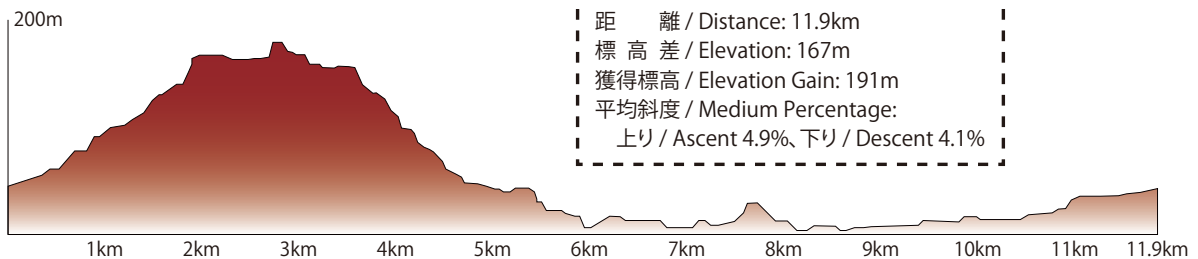 200m
距　離 / Distance: 11.9km
標 高 差 / Elevation: 167m
獲得標高 / Elevation Gain: 191m
平均斜度 / Medium Percentage:
上り / Ascent 4.9%、下り / Descent 4.1%
1km 2km 3km 4km 5km 6km 7km 8km 9km 10km 11km 11.9km